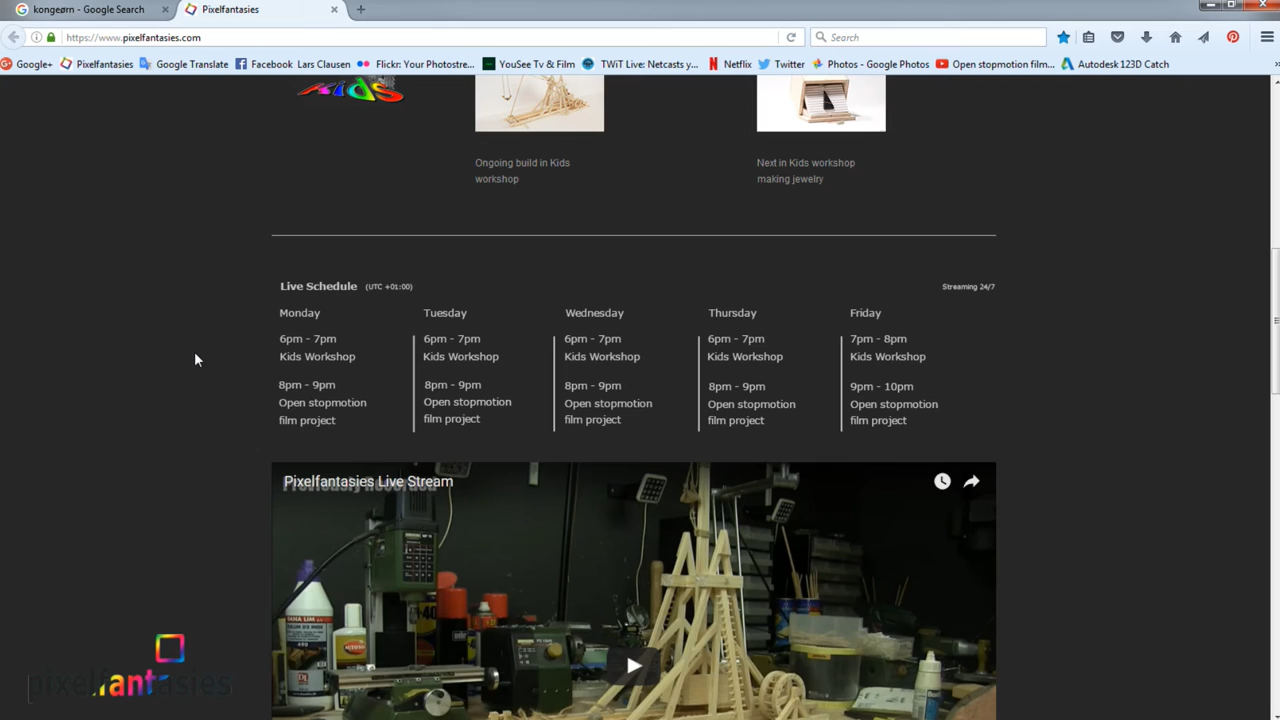 kongeørn - Google Search
Pixelfantasies
https://www.pixelfantasies.com
Search
Google+
Pixelfantasies
Google Translate
Facebook Lars Clausen
Flickr: Your Photostre...
YouSee Tv & Film
TWiT Live: Netcasts y...
Netflix
Twitter
Photos - Google Photos
Open stopmotion film...
Autodesk 123D Catch
Kids
Ongoing build in Kids
workshop
Next in Kids workshop
making jewelry
Live Schedule (UTC +01:00)
Streaming 24/7
Monday
6pm - 7pm
Kids Workshop
8pm - 9pm
Open stopmotion
film project
Tuesday
6pm - 7pm
Kids Workshop
8pm - 9pm
Open stopmotion
film project
Wednesday
6pm - 7pm
Kids Workshop
8pm - 9pm
Open stopmotion
film project
Thursday
6pm - 7pm
Kids Workshop
8pm - 9pm
Open stopmotion
film project
Friday
7pm - 8pm
Kids Workshop
9pm - 10pm
Open stopmotion
film project
Pixelfantasies Live Stream
Previously Recorded
DANA LIM
pixelfantasies